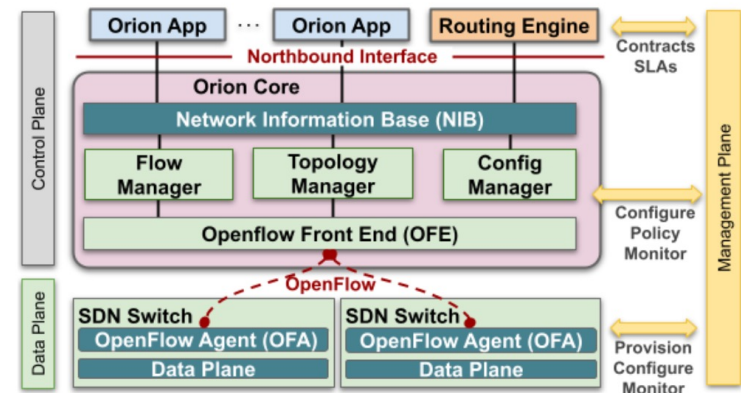 Orion App
...
Orion App
Routing Engine
Contracts
SLAs
Northbound Interface
Orion Core
Network Information Base (NIB)
Flow
Manager
Topology
Manager
Config
Manager
Openflow Front End (OFE)
Configure
Policy
Monitor
OpenFlow
SDN Switch
OpenFlow Agent (OFA)
Data Plane
SDN Switch
OpenFlow Agent (OFA)
Data Plane
Provision
Configure
Monitor
Control Plane
Data Plane
Management Plane